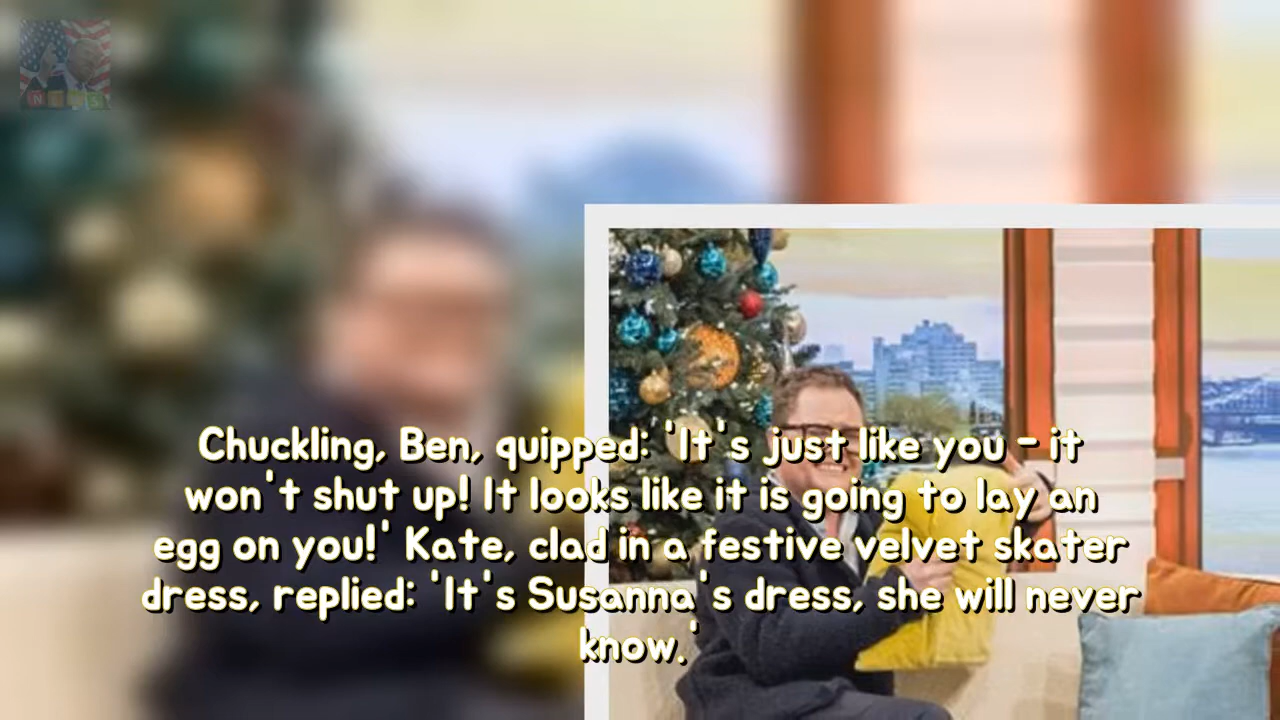 NEWS
Chuckling, Ben, quipped: 'It's just like you - it
won't shut up! It looks like it is going to lay an
egg on you!' Kate, clad in a festive velvet skater
dress, replied: 'It's Susanna's dress, she will never
know.'